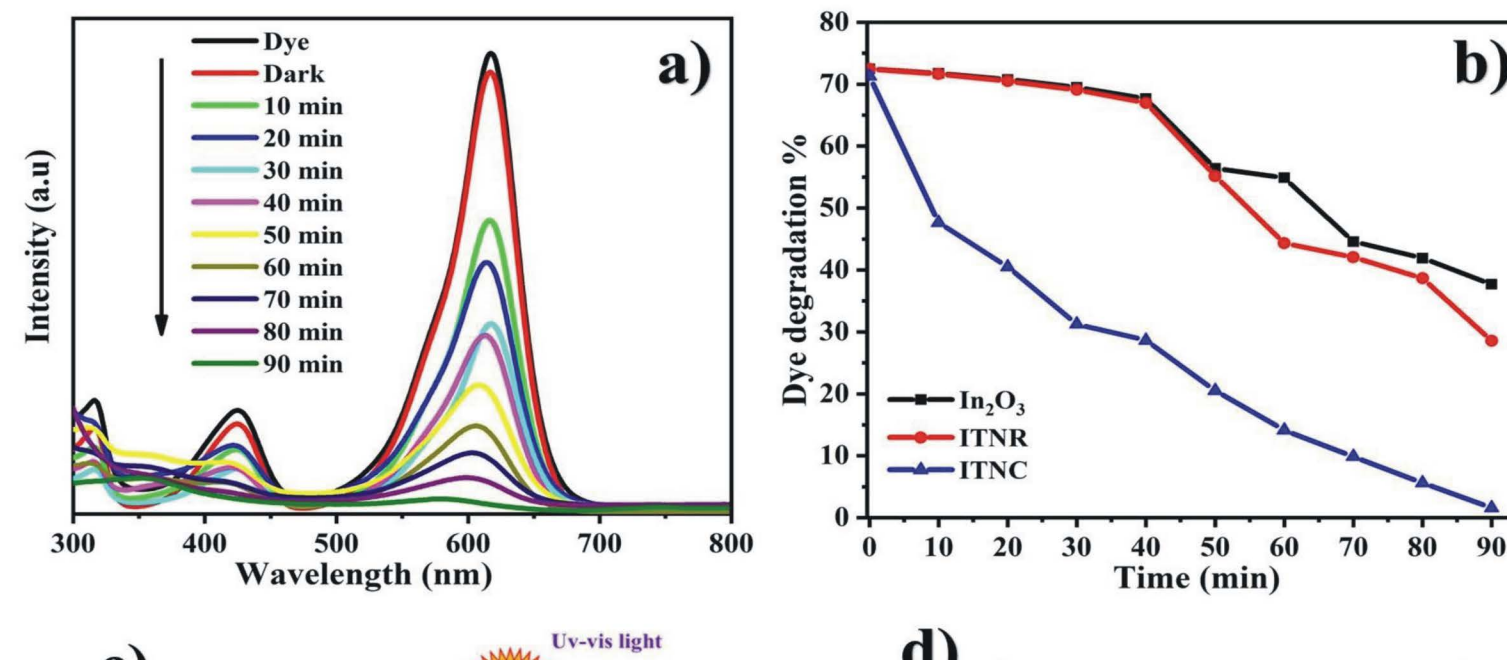 a)
Dye
Dark
10 min
20 min
30 min
40 min
50 min
60 min
70 min
80 min
90 min
Intensity (a.u)
300 400 500 600 700 800
Wavelength (nm)
b)
80
70
60
50
40
30
20
10
0
Dye degradation %
In₂O₃
ITNR
ITNC
0 10 20 30 40 50 60 70 80 90
Time (min)
Uv-vis light
d)